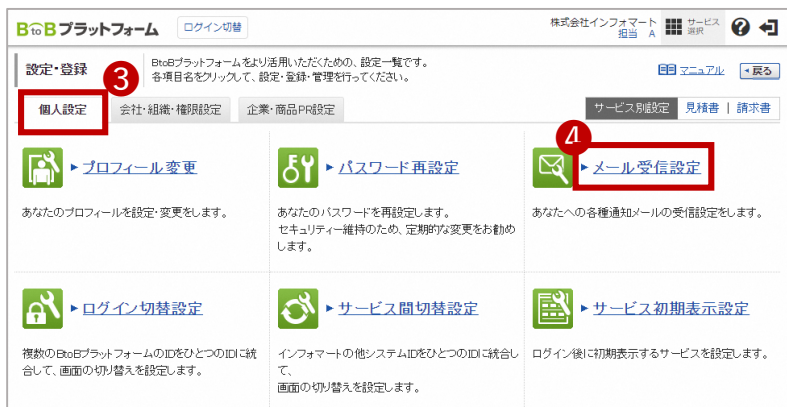 BtoBプラットフォーム ログイン切替 株式会社インフォマート 担当 A サービス選択
設定・登録 BtoBプラットフォームをより活用いただくための、設定一覧です。
各項目名をクリックして、設定・登録・管理を行ってください。 マニュアル 戻る
3
個人設定 会社・組織・権限設定 企業・商品PR設定 サービス別設定 見積書 | 請求書
4
プロフィール変更
あなたのプロフィールを設定・変更をします。
パスワード再設定
あなたのパスワードを再設定します。
セキュリティー維持のため、定期的な変更をお勧め
します。
メール受信設定
あなたへの各種通知メールの受信設定をします。
ログイン切替設定
複数のBtoBプラットフォームのIDをひとつのIDに統
合して、画面の切り替えを設定します。
サービス間切替設定
インフォマートの他システムIDをひとつのIDに統合し
て、
画面の切り替えを設定します。
サービス初期表示設定
ログイン後に初期表示するサービスを設定します。